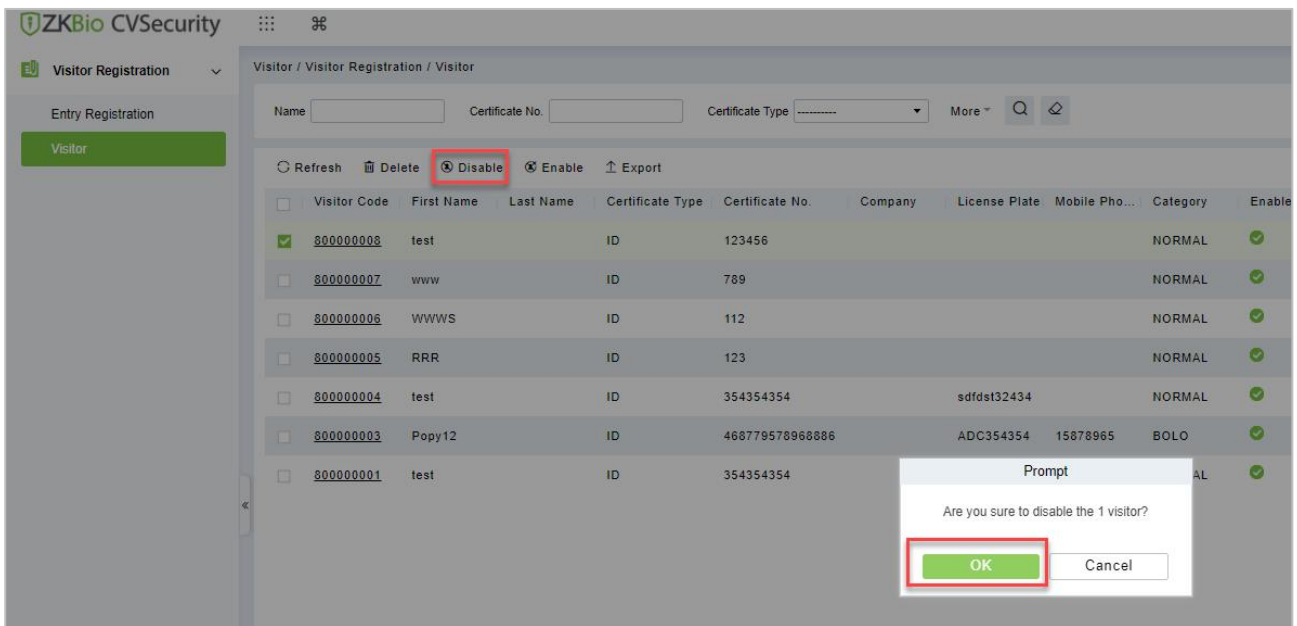 ZKBio CVSecurity
Visitor Registration
Visitor / Visitor Registration / Visitor
Entry Registration
Visitor
Name Certificate No. Certificate Type ---------- More
Refresh Delete Disable Enable Export
Visitor Code First Name Last Name Certificate Type Certificate No. Company License Plate Mobile Pho... Category Enable
800000008 test ID 123456 NORMAL
800000007 www ID 789 NORMAL
800000006 WWWS ID 112 NORMAL
800000005 RRR ID 123 NORMAL
800000004 test ID 354354354 sdfdst32434 NORMAL
800000003 Popy12 ID 468779578968886 ADC354354 15878965 BOLO
800000001 test ID 354354354 AL
Prompt
Are you sure to disable the 1 visitor?
OK Cancel